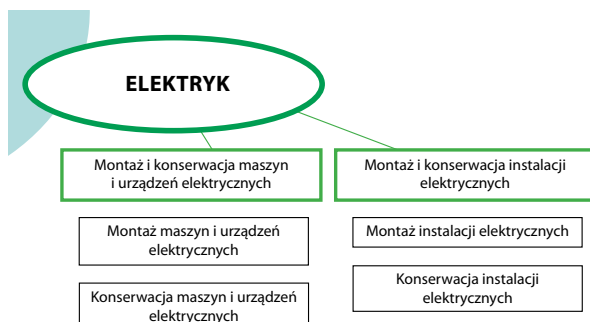 ELEKTRYK
Montaż i konserwacja maszyn
i urządzeń elektrycznych
Montaż maszyn i urządzeń
elektrycznych
Konserwacja maszyn i urządzeń
elektrycznych
Montaż i konserwacja instalacji
elektrycznych
Montaż instalacji elektrycznych
Konserwacja instalacji
elektrycznych